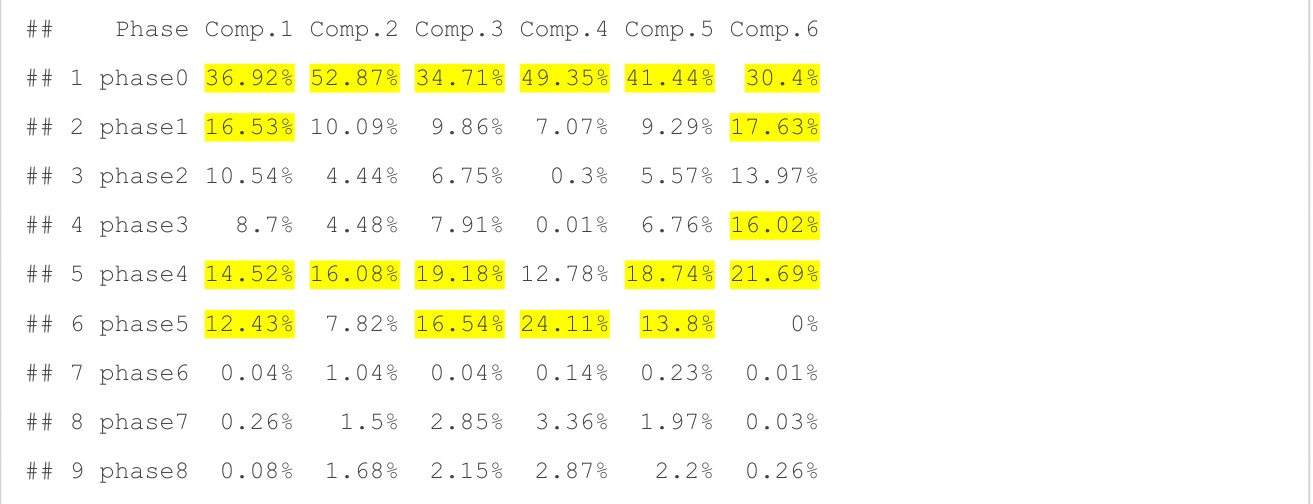 ##    Phase Comp.1 Comp.2 Comp.3 Comp.4 Comp.5 Comp.6
## 1 phase0 36.92% 52.87% 34.71% 49.35% 41.44%  30.4%
## 2 phase1 16.53% 10.09%  9.86%  7.07%  9.29% 17.63%
## 3 phase2 10.54%  4.44%  6.75%   0.3%  5.57% 13.97%
## 4 phase3   8.7%  4.48%  7.91%  0.01%  6.76% 16.02%
## 5 phase4 14.52% 16.08% 19.18% 12.78% 18.74% 21.69%
## 6 phase5 12.43%  7.82% 16.54% 24.11%  13.8%     0%
## 7 phase6  0.04%  1.04%  0.04%  0.14%  0.23%  0.01%
## 8 phase7  0.26%   1.5%  2.85%  3.36%  1.97%  0.03%
## 9 phase8  0.08%  1.68%  2.15%  2.87%   2.2%  0.26%